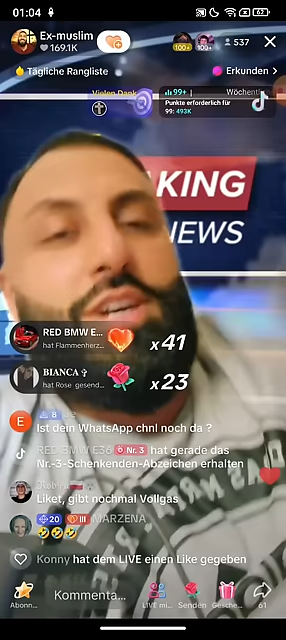 01:04
62
Ex-muslim
169.1K
100+
100+
537
Tägliche Rangliste
Erkunden >
Vielen Dank
99+
Wöchentl
Punkte erforderlich für
99: 493K
KING
NEWS
RED BMW E...
hat Flammenherz...
x41
BIANCA
hat Rose gesend...
x23
E
8
Ist dein WhatsApp chnl noch da ?
RED BMW E36 Nr. 3 hat gerade das
Nr.-3-Schenkenden-Abzeichen erhalten
Liket, gibt nochmal Vollgas
20 III MARZENA
🤣🤣🤣
Konny hat dem LIVE einen Like gegeben
Kommenta...
Abonn...
LIVE mi...
Senden
Gesche...
61